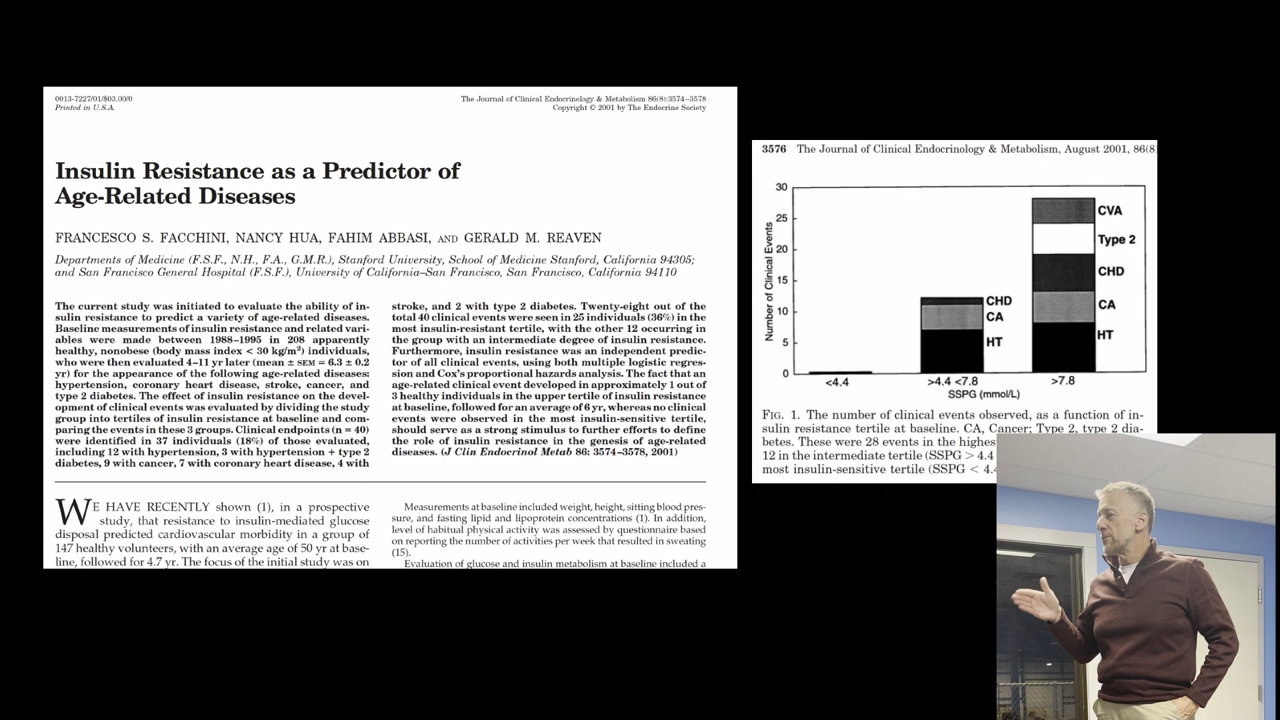 0013-7227/01/$03.00/0
Printed in U.S.A.
The Journal of Clinical Endocrinology & Metabolism 86(8):3574–3578
Copyright © 2001 by The Endocrine Society
Insulin Resistance as a Predictor of
Age-Related Diseases
FRANCESCO S. FACCHINI, NANCY HUA, FAHIM ABBASI, AND GERALD M. REAVEN
Departments of Medicine (F.S.F., N.H., F.A., G.M.R.), Stanford University, School of Medicine Stanford, California 94305;
and San Francisco General Hospital (F.S.F.), University of California–San Francisco, San Francisco, California 94110
The current study was initiated to evaluate the ability of in-
sulin resistance to predict a variety of age-related diseases.
Baseline measurements of insulin resistance and related vari-
ables were made between 1988–1995 in 208 apparently
healthy, nonobese (body mass index < 30 kg/m²) individuals,
who were then evaluated 4–11 yr later (mean ± SEM = 6.3 ± 0.2
yr) for the appearance of the following age-related diseases:
hypertension, coronary heart disease, stroke, cancer, and
type 2 diabetes. The effect of insulin resistance on the devel-
opment of clinical events was evaluated by dividing the study
group into tertiles of insulin resistance at baseline and com-
paring the events in these 3 groups. Clinical endpoints (n = 40)
were identified in 37 individuals (18%) of those evaluated,
including 12 with hypertension, 3 with hypertension + type 2
diabetes, 9 with cancer, 7 with coronary heart disease, 4 with
stroke, and 2 with type 2 diabetes. Twenty-eight out of the
total 40 clinical events were seen in 25 individuals (36%) in the
most insulin-resistant tertile, with the other 12 occurring in
the group with an intermediate degree of insulin resistance.
Furthermore, insulin resistance was an independent predic-
tor of all clinical events, using both multiple logistic regres-
sion and Cox's proportional hazards analysis. The fact that an
age-related clinical event developed in approximately 1 out of
3 healthy individuals in the upper tertile of insulin resistance
at baseline, followed for an average of 6 yr, whereas no clinical
events were observed in the most insulin-sensitive tertile,
should serve as a strong stimulus to further efforts to define
the role of insulin resistance in the genesis of age-related
diseases. (J Clin Endocrinol Metab 86: 3574–3578, 2001)
WE HAVE RECENTLY shown (1), in a prospective
study, that resistance to insulin-mediated glucose
disposal predicted cardiovascular morbidity in a group of
147 healthy volunteers, with an average age of 50 yr at base-
line, followed for 4.7 yr. The focus of the initial study was on
Measurements at baseline included weight, height, sitting blood pres-
sure, and fasting lipid and lipoprotein concentrations (1). In addition,
level of habitual physical activity was assessed by questionnaire based
on reporting the number of activities per week that resulted in sweating
(15).
Evaluation of glucose and insulin metabolism at baseline included a
3576 The Journal of Clinical Endocrinology & Metabolism, August 2001, 86(8
Number of Clinical Events
30
25
20
15
10
5
0
CHD
CA
HT
CVA
Type 2
CHD
CA
HT
<4.4
>4.4 <7.8
>7.8
SSPG (mmol/L)
FIG. 1. The number of clinical events observed, as a function of in-
sulin resistance tertile at baseline. CA, Cancer; Type 2, type 2 dia-
betes. These were 28 events in the highes
12 in the intermediate tertile (SSPG > 4.4
most insulin-sensitive tertile (SSPG < 4.4